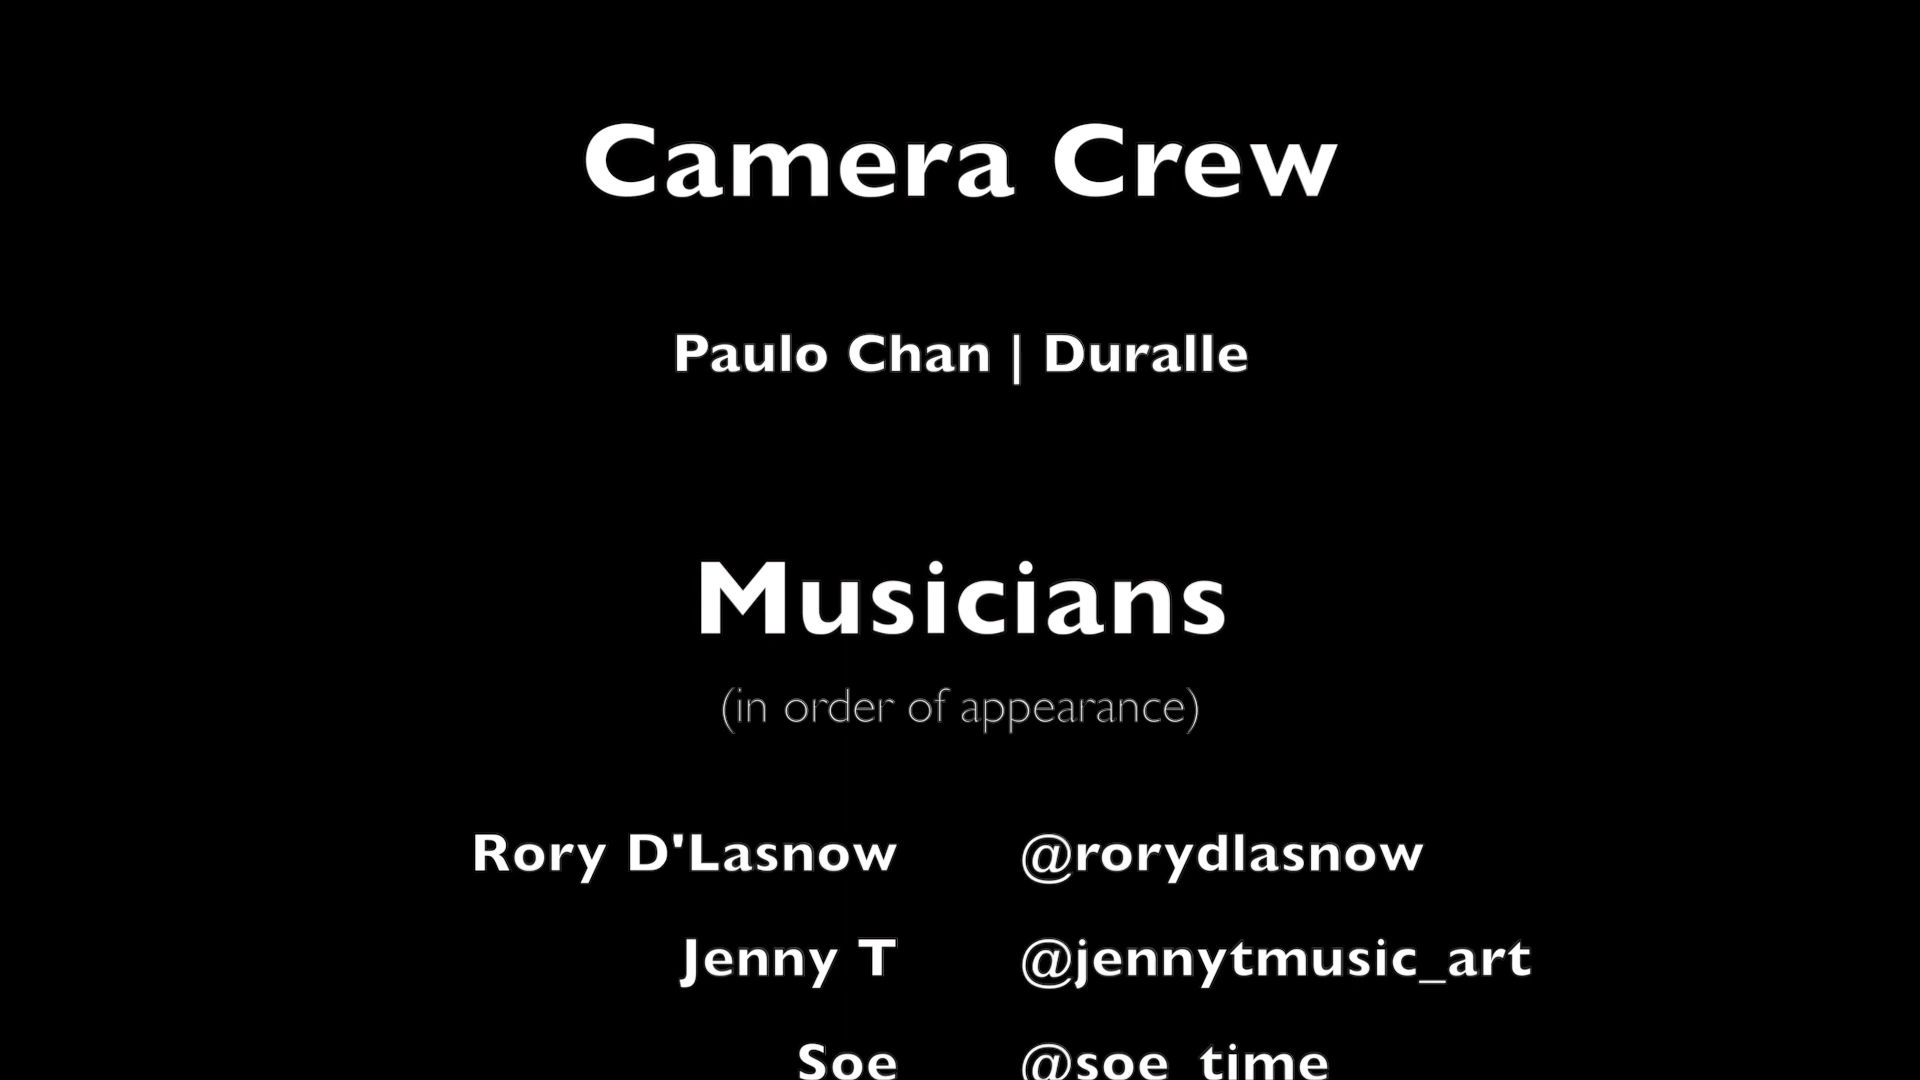 Camera Crew
Paulo Chan | Duralle
Musicians
(in order of appearance)
Rory D'Lasnow @rorydlasnow
Jenny T @jennytmusic_art
Soe @soe_time